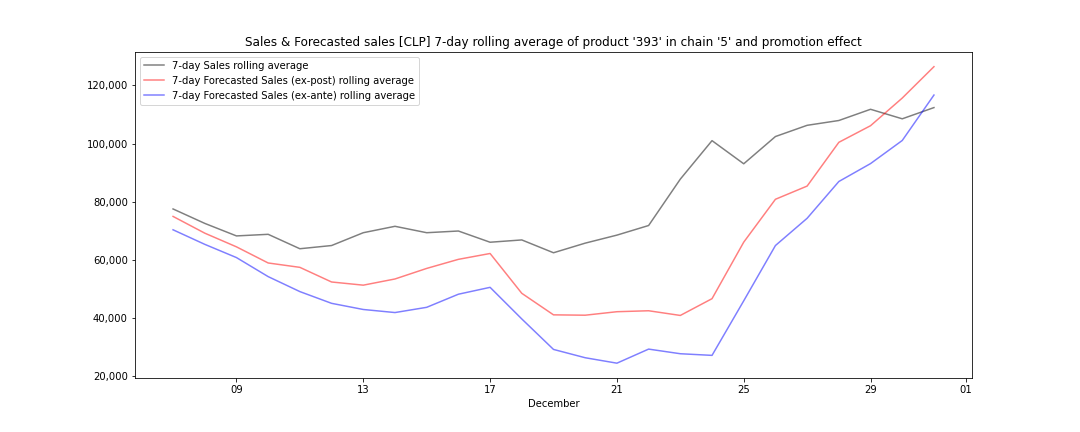 Sales & Forecasted sales [CLP] 7-day rolling average of product '393' in chain '5' and promotion effect
7-day Sales rolling average
7-day Forecasted Sales (ex-post) rolling average
7-day Forecasted Sales (ex-ante) rolling average
120,000
100,000
80,000
60,000
40,000
20,000
09 13 17 21 25 29 01
December